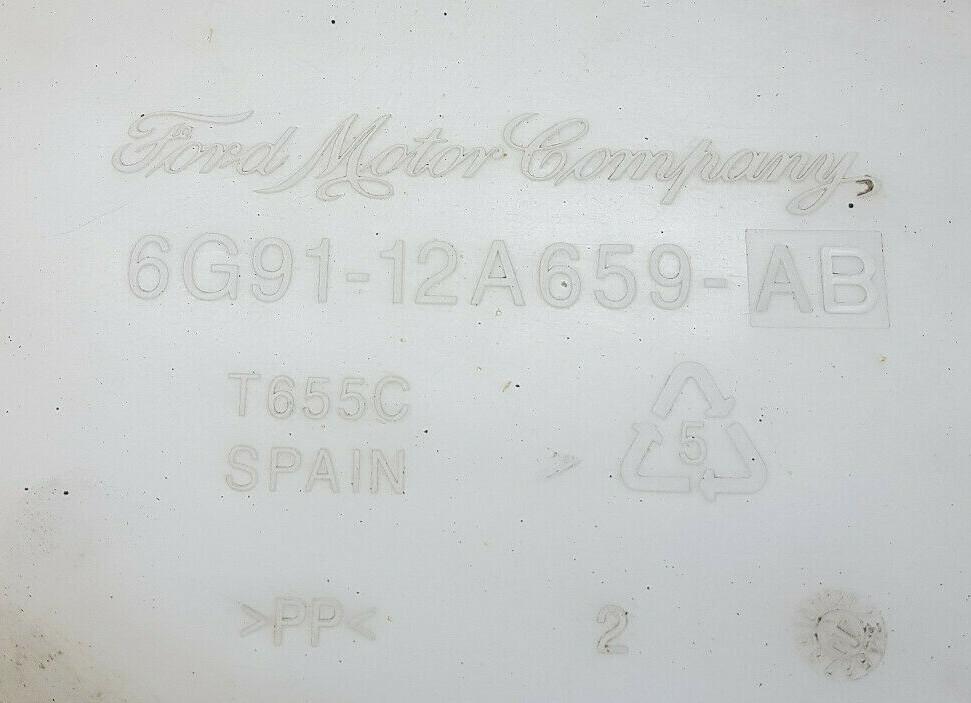 Ford Motor Company
6G91-12A659-AB
T655C
SPAIN
5
>PP<
2